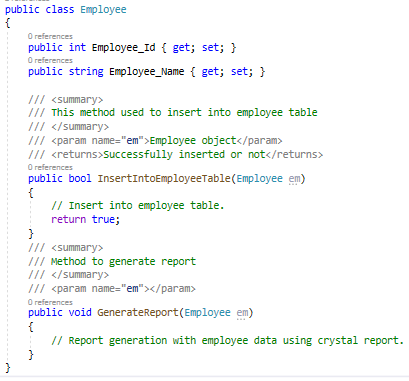 public class Employee
{
0 references
public int Employee_Id { get; set; }
0 references
public string Employee_Name { get; set; }
/// <summary>
/// This method used to insert into employee table
/// </summary>
/// <param name="em">Employee object</param>
/// <returns>Successfully inserted or not</returns>
0 references
public bool InsertIntoEmployeeTable(Employee em)
{
// Insert into employee table.
return true;
}
/// <summary>
/// Method to generate report
/// </summary>
/// <param name="em"></param>
0 references
public void GenerateReport(Employee em)
{
// Report generation with employee data using crystal report.
}
}